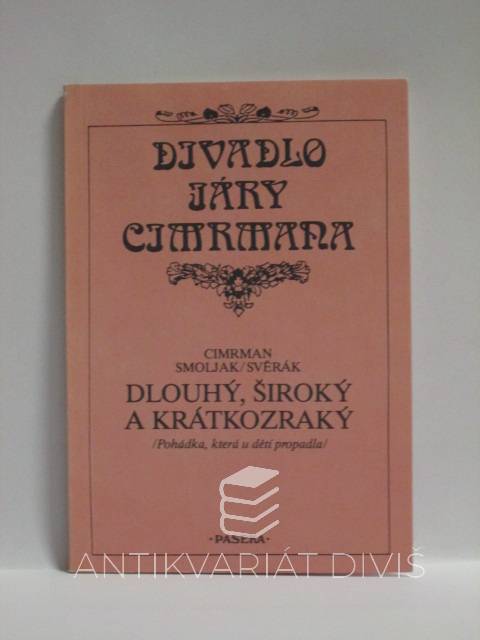 DIVADLO
JÁRY
CIMRMANA
CIMRMAN
SMOLJAK/SVĚRÁK
DLOUHÝ, ŠIROKÝ
A KRÁTKOZRAKÝ
/Pohádka, která u dětí propadla/
·PASEKA·
ANTIKVARIÁT DIVIŠ